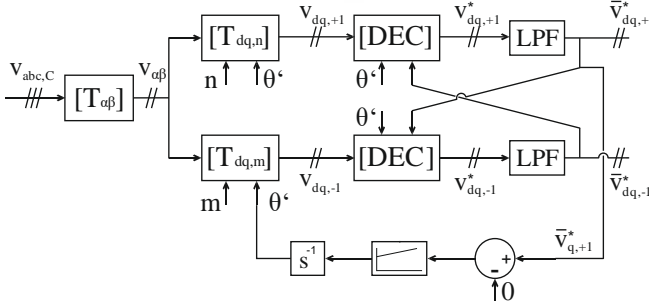 v_dq,+1 v*_dq,+1 v̄*_dq,+
[T_dq,n] [DEC] LPF
v_abc,C v_αβ n θ‘ θ‘
[T_αβ] θ‘
[T_dq,m] [DEC] LPF
v_dq,-1 v*_dq,-1 v̄*_dq,-1
m θ‘ v̄*_q,+1
s⁻¹ + -
0